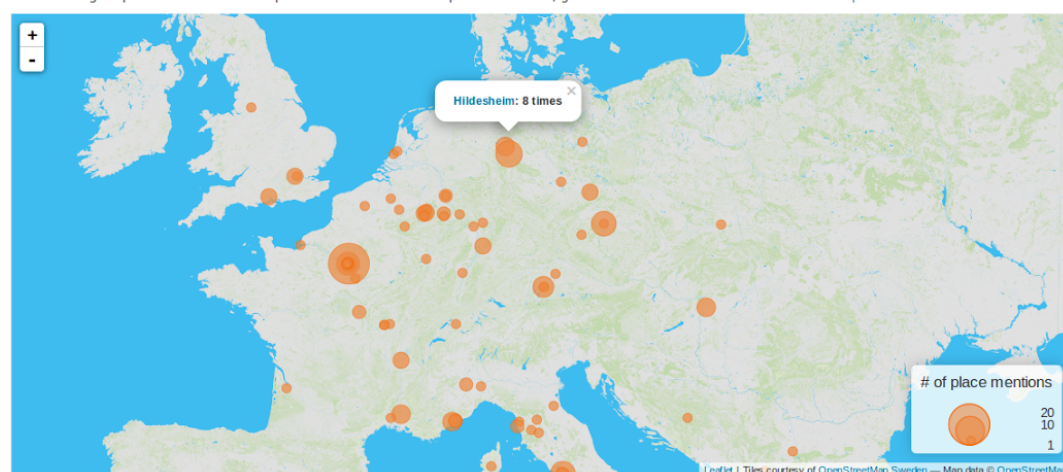 +
-
Hildesheim: 8 times ×
# of place mentions
20
10
1
Leaflet | Tiles courtesy of OpenStreetMap Sweden — Map data © OpenStreetMa